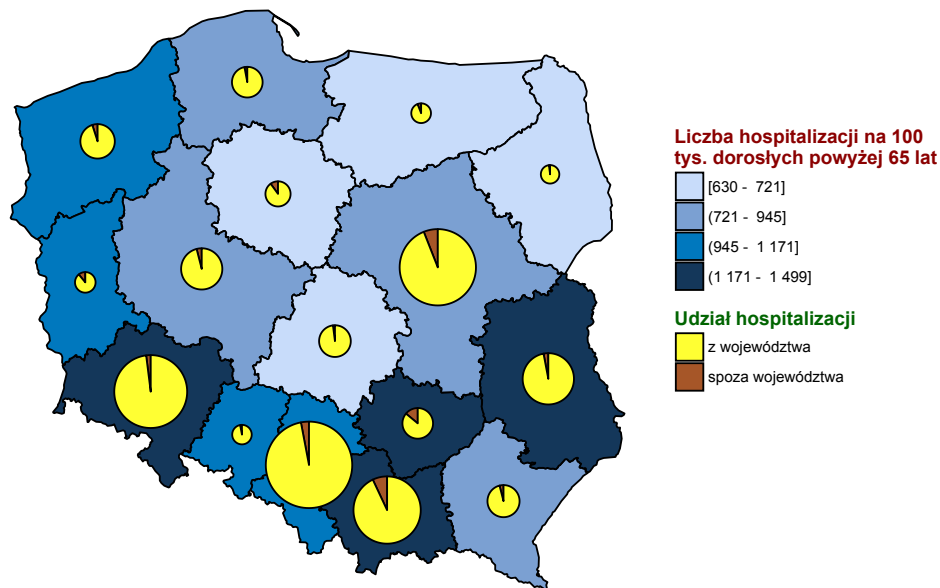 Liczba hospitalizacji na 100
tys. dorosłych powyżej 65 lat
[630 - 721]
(721 - 945]
(945 - 1 171]
(1 171 - 1 499]
Udział hospitalizacji
z województwa
spoza województwa